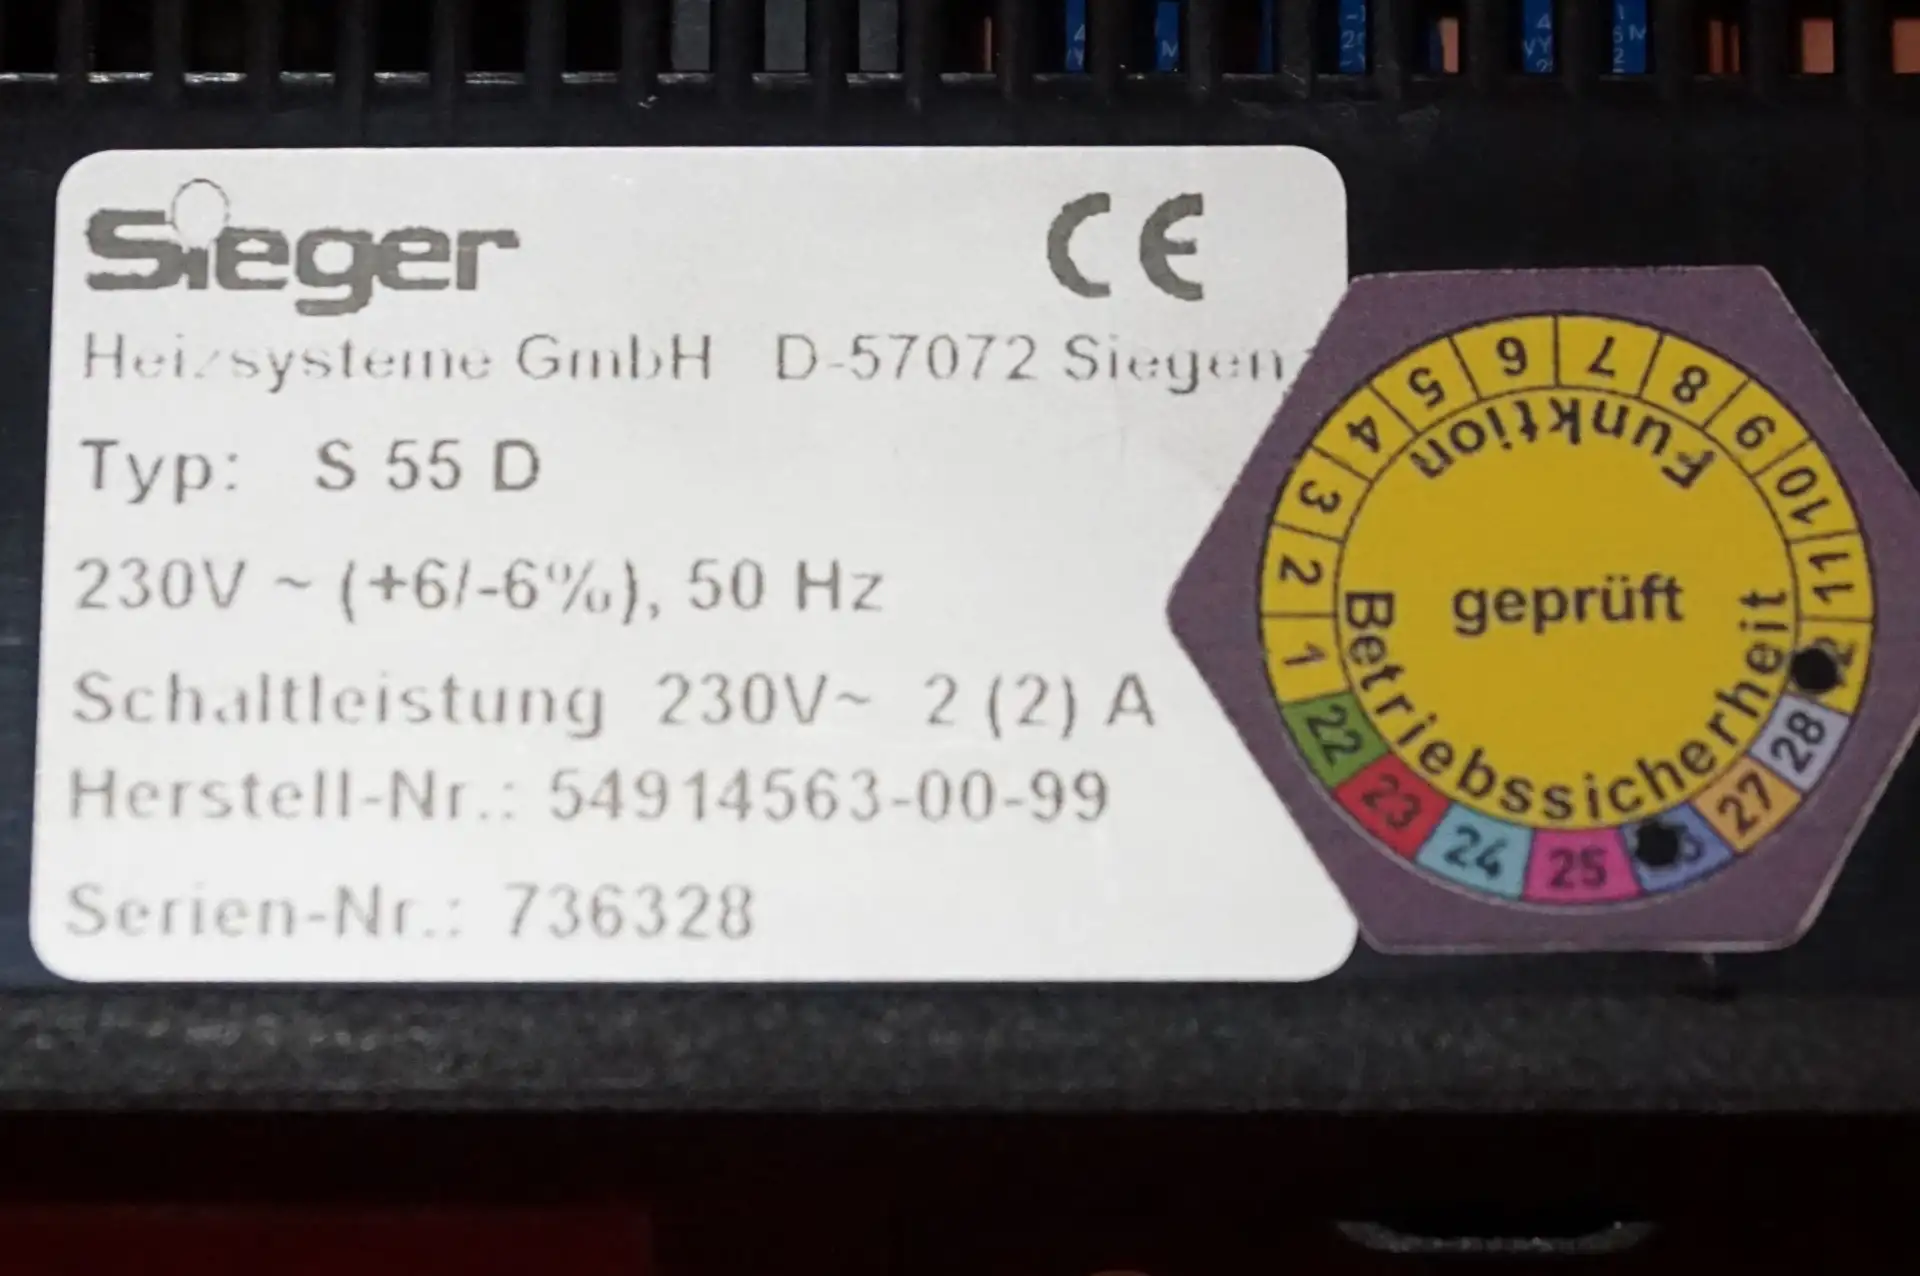 Sieger
CE
Heizsysteme GmbH D-57072 Siegen
Typ: S 55 D
230V ~ (+6/-6%), 50 Hz
Schaltleistung 230V~ 2 (2) A
Herstell-Nr.: 54914563-00-99
Serien-Nr.: 736328
1 2 3 4 5 6 7 8 9 10 11
Funktion
geprüft
Betriebssicherheit
22 23 24 25 27 28